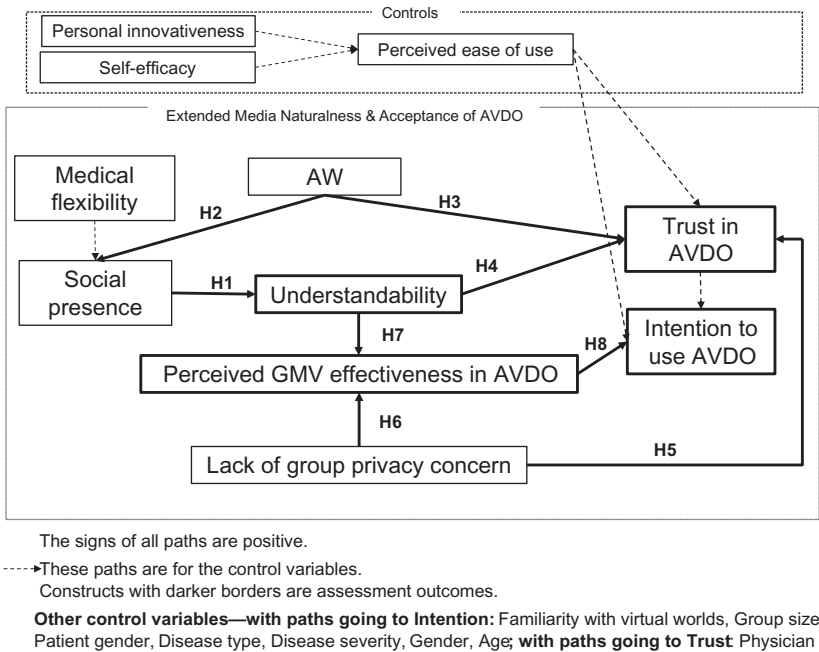 Controls
Personal innovativeness
Self-efficacy
Perceived ease of use
Extended Media Naturalness & Acceptance of AVDO
Medical
flexibility
AW
H2
H3
Trust in
AVDO
Social
presence
H1
Understandability
H4
Intention to
use AVDO
H7
H8
Perceived GMV effectiveness in AVDO
H6
Lack of group privacy concern
H5
The signs of all paths are positive.
These paths are for the control variables.
Constructs with darker borders are assessment outcomes.
Other control variables—with paths going to Intention: Familiarity with virtual worlds, Group size
Patient gender, Disease type, Disease severity, Gender, Age; with paths going to Trust: Physician